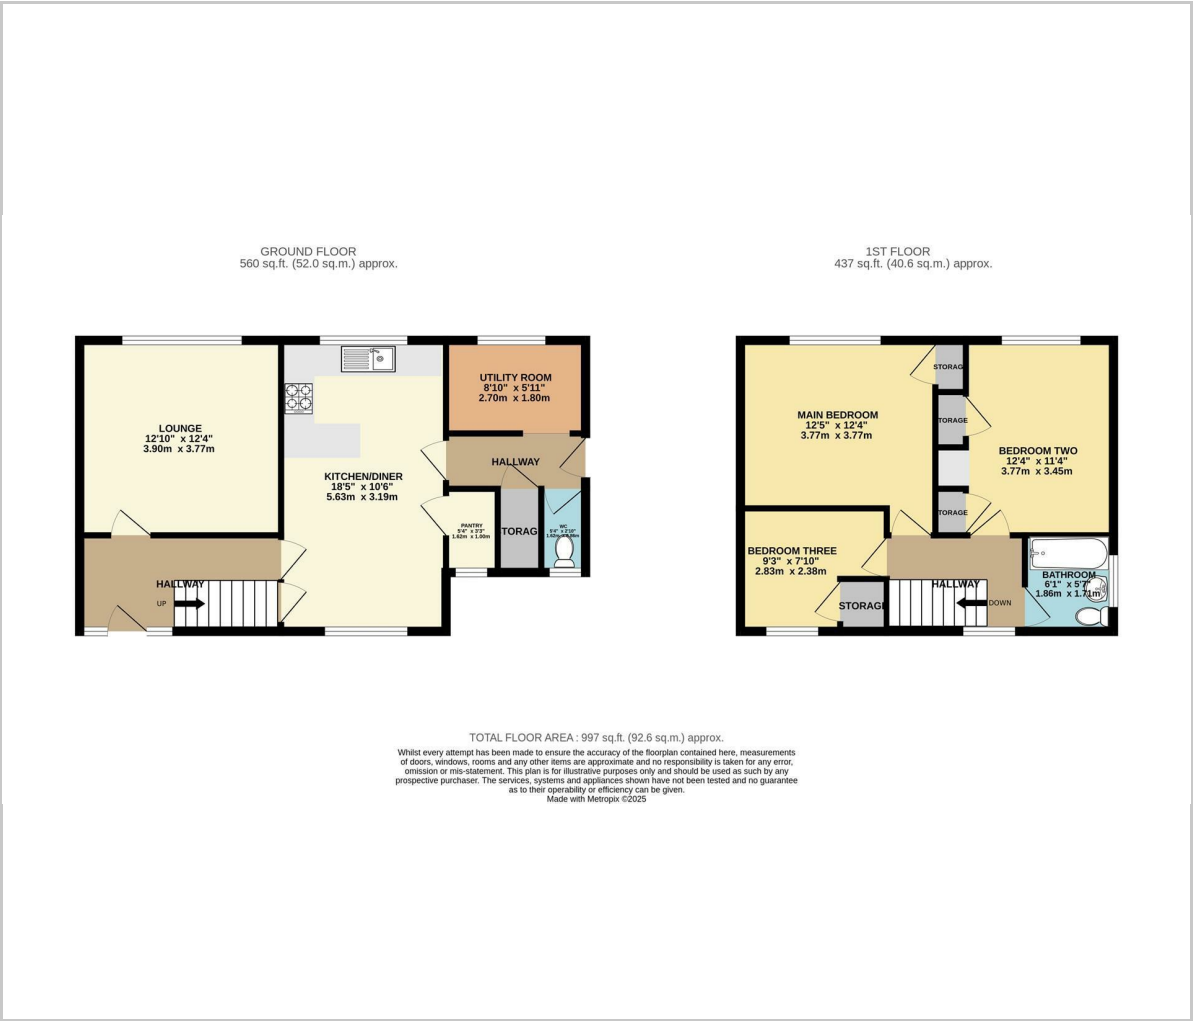 GROUND FLOOR
560 sq.ft. (52.0 sq.m.) approx.
1ST FLOOR
437 sq.ft. (40.6 sq.m.) approx.
LOUNGE
12'10" x 12'4"
3.90m x 3.77m
KITCHEN/DINER
18'5" x 10'6"
5.63m x 3.19m
UTILITY ROOM
8'10" x 5'11"
2.70m x 1.80m
HALLWAY
PANTRY
5'4" x 3'3"
1.62m x 1.00m
TORAG
WC
5'4" x 2'10"
1.62m x 0.86m
HALLWAY
UP
MAIN BEDROOM
12'5" x 12'4"
3.77m x 3.77m
STORAG
STORAGE
TORAGE
BEDROOM TWO
12'4" x 11'4"
3.77m x 3.45m
BEDROOM THREE
9'3" x 7'10"
2.83m x 2.38m
STORAG
HALLWAY
DOWN
BATHROOM
6'1" x 5'7"
1.86m x 1.71m
TOTAL FLOOR AREA : 997 sq.ft. (92.6 sq.m.) approx.
Whilst every attempt has been made to ensure the accuracy of the floorplan contained here, measurements
of doors, windows, rooms and any other items are approximate and no responsibility is taken for any error,
omission or mis-statement. This plan is for illustrative purposes only and should be used as such by any
prospective purchaser. The services, systems and appliances shown have not been tested and no guarantee
as to their operability or efficiency can be given.
Made with Metropix ©2025